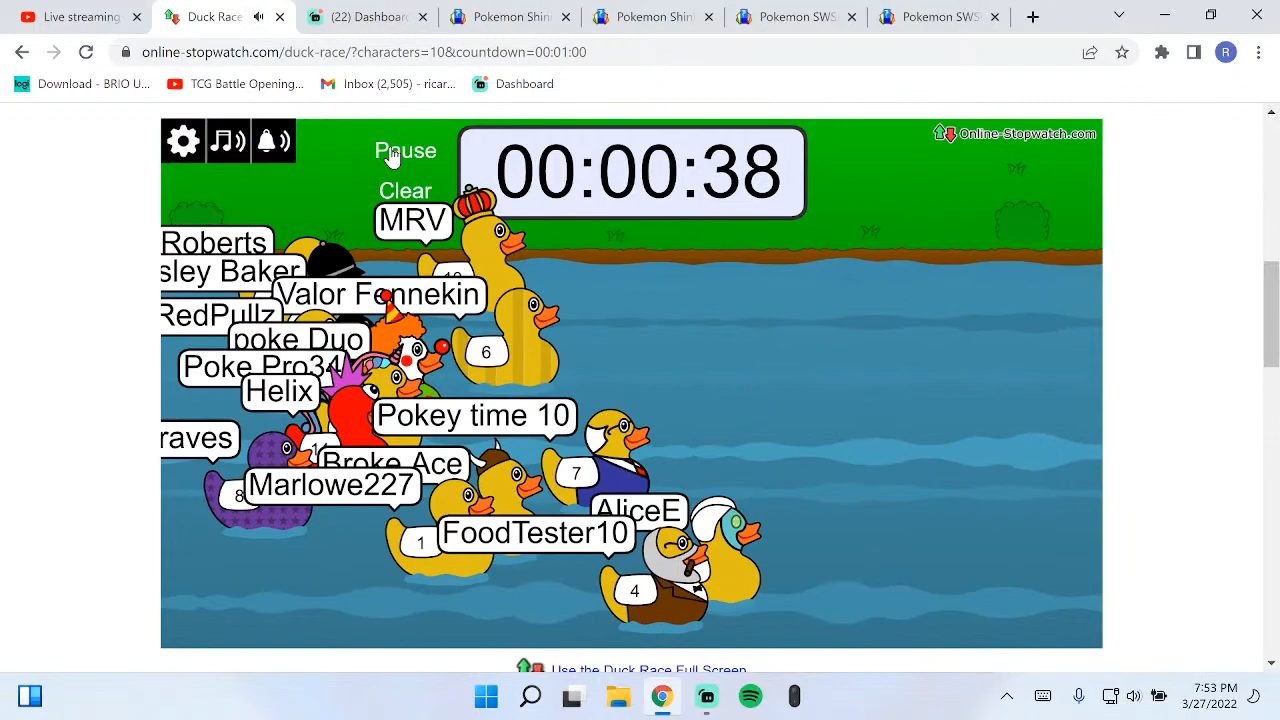 Live streaming
Duck Race
(22) Dashboar
Pokemon Shin
Pokemon Shin
Pokemon SWS
Pokemon SWS
online-stopwatch.com/duck-race/?characters=10&countdown=00:01:00
R
logi
Download - BRIO U...
TCG Battle Opening...
Inbox (2,505) - ricar...
Dashboard
Pause
Clear
00:00:38
Online-Stopwatch.com
MRV
Roberts
sley Baker
Valor Fennekin
RedPullz
poke Duo
6
Poke Pro34
Helix
Pokey time 10
raves
Broke Ace
7
Marlowe227
8
AliceE
FoodTester10
1
4
Use the Duck Race Full Screen
7:53 PM
3/27/2022